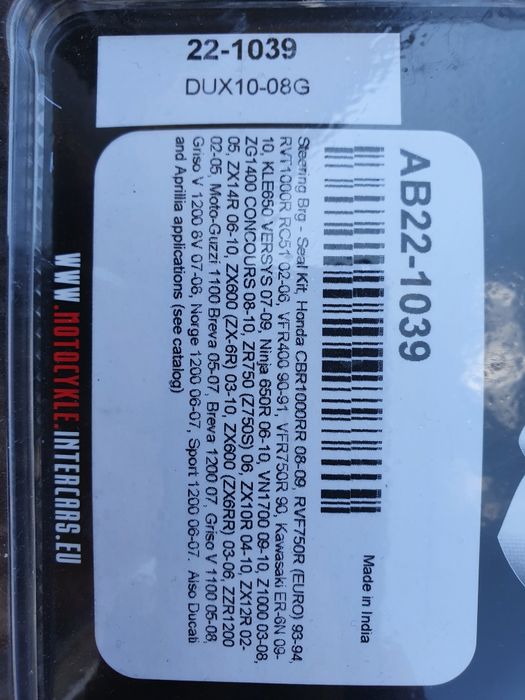 22-1039
DUX10-08G
AB22-1039
Made in India
Steering Brg - Seal Kit, Honda CBR1000RR 08-09, RVF750R (EURO) 93-94,
RVT1000R RC51 02-06, VFR400 90-91, VFR750R 90, Kawasaki ER-6N 09-
10, KLE650 VERSYS 07-09, Ninja 650R 06-10, VN1700 09-10, Z1000 03-08,
ZG1400 CONCOURS 08-10, ZR750 (Z750S) 06, ZX10R 04-10, ZX12R 02-
05, ZX14R 06-10, ZX600 (ZX-6R) 03-10, ZX600 (ZX6RR) 03-06, ZZR1200
02-05, Moto-Guzzi 1100 Breva 05-07, Breva 1200 07, Griso V 1100 05-08,
Griso V 1200 8V 07-08, Norge 1200 06-07, Sport 1200 06-07. Also Ducati
and Aprillia applications (see catalog)
WWW.MOTOCYKLE.INTERCARS.EU